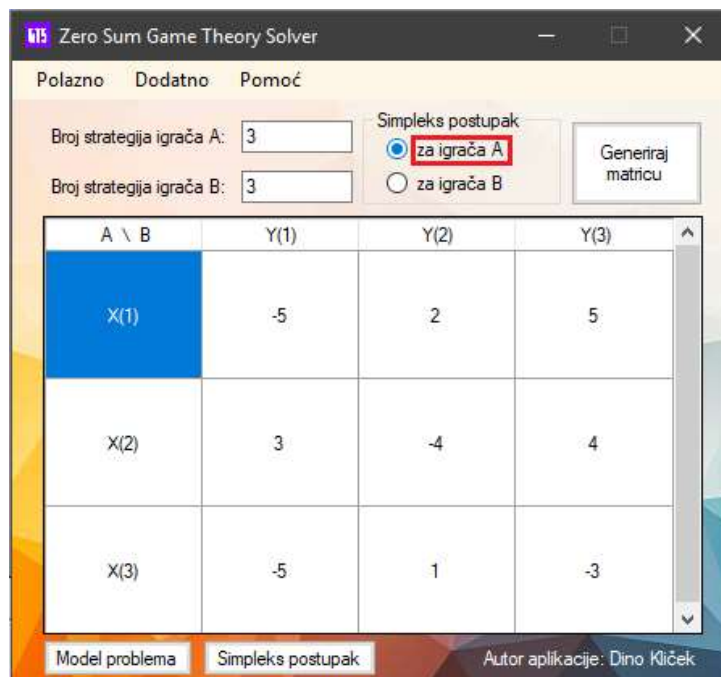 GTS Zero Sum Game Theory Solver
Polazno Dodatno Pomoć
Broj strategija igrača A: 3
Broj strategija igrača B: 3
Simpleks postupak
za igrača A
za igrača B
Generiraj
matricu
A \ B Y(1) Y(2) Y(3)
X(1) -5 2 5
X(2) 3 -4 4
X(3) -5 1 -3
Model problema Simpleks postupak Autor aplikacije: Dino Kliček